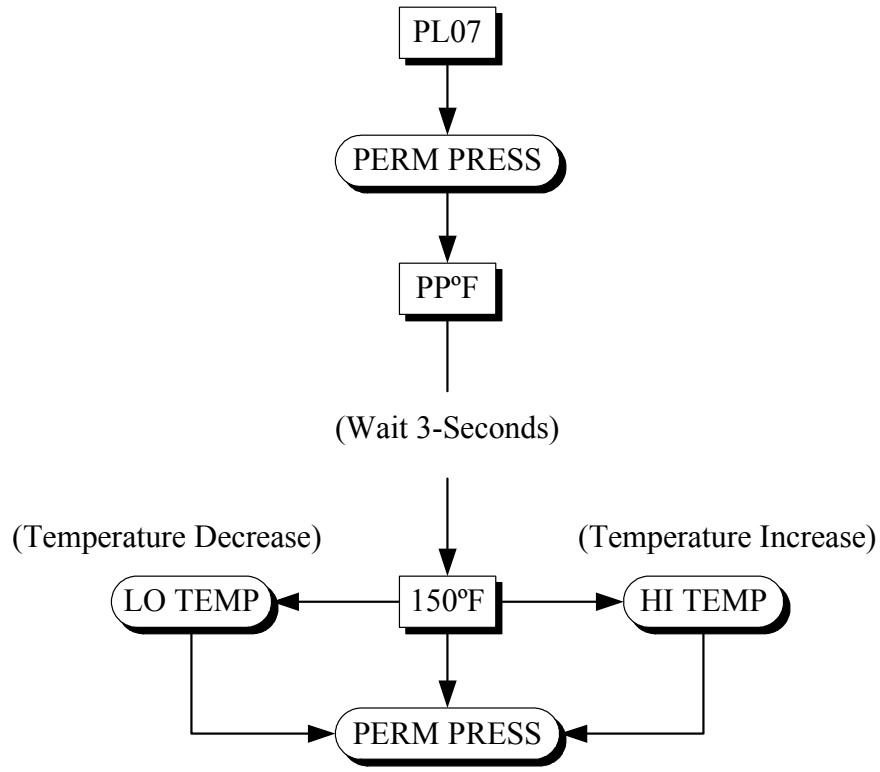 PL07
PERM PRESS
PPºF
(Wait 3-Seconds)
(Temperature Decrease)
(Temperature Increase)
LO TEMP
150ºF
HI TEMP
PERM PRESS